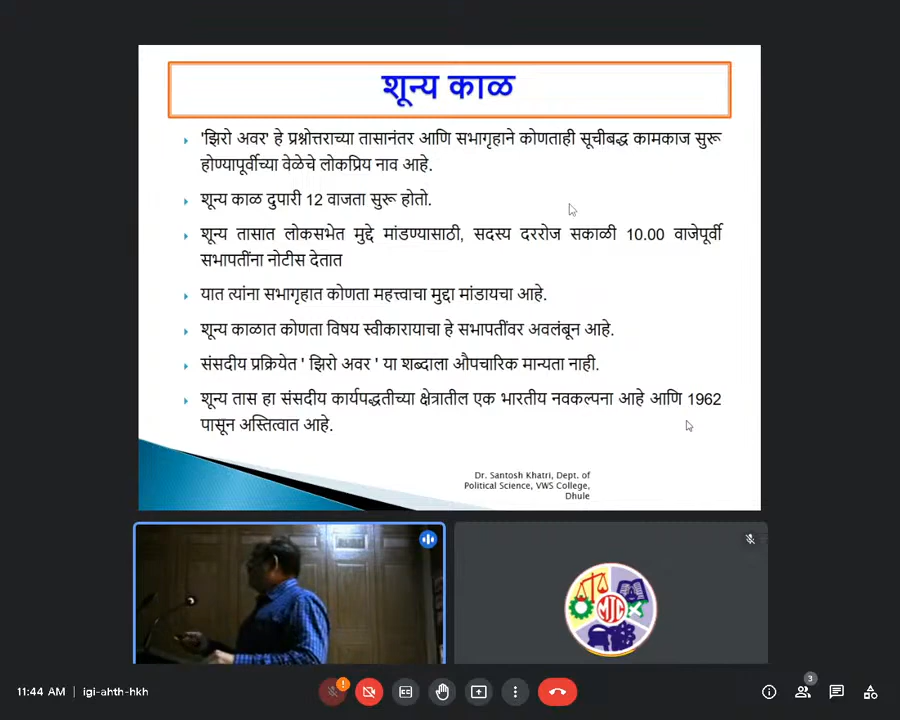 शून्य काळ
'झिरो अवर' हे प्रश्नोत्तराच्या तासानंतर आणि सभागृहाने कोणताही सूचीबद्ध कामकाज सुरू
होण्यापूर्वीच्या वेळेचे लोकप्रिय नाव आहे.
शून्य काळ दुपारी 12 वाजता सुरू होतो.
शून्य तासात लोकसभेत मुद्दे मांडण्यासाठी, सदस्य दररोज सकाळी 10.00 वाजेपूर्वी
सभापतींना नोटीस देतात
यात त्यांना सभागृहात कोणता महत्त्वाचा मुद्दा मांडायचा आहे.
शून्य काळात कोणता विषय स्वीकारायाचा हे सभापतींवर अवलंबून आहे.
संसदीय प्रक्रियेत ' झिरो अवर ' या शब्दाला औपचारिक मान्यता नाही.
शून्य तास हा संसदीय कार्यपद्धतीच्या क्षेत्रातील एक भारतीय नवकल्पना आहे आणि 1962
पासून अस्तित्वात आहे.
Dr. Santosh Khatri, Dept. of
Political Science, VWS College,
Dhule
MJC
11:44 AM | igi-ahth-hkh
3